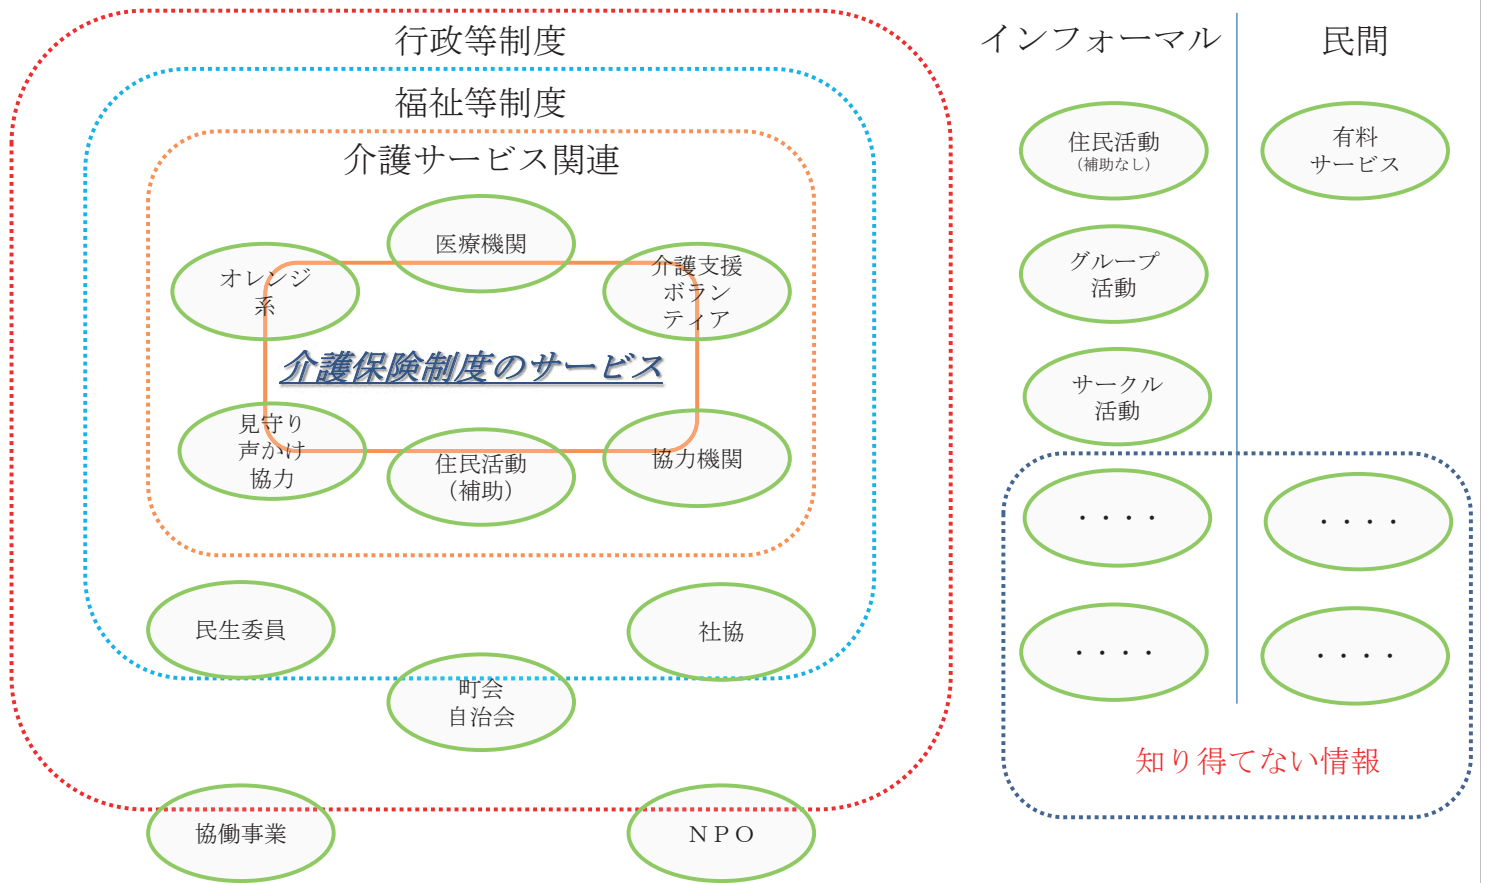 行政等制度
福祉等制度
介護サービス関連
医療機関
オレンジ
系
介護支援
ボラン
ティア
介護保険制度のサービス
見守り
声かけ
協力
住民活動
（補助）
協力機関
民生委員
社協
町会
自治会
協働事業
ＮＰＯ
インフォーマル
民間
住民活動
（補助なし）
有料
サービス
グループ
活動
サークル
活動
・・・・
・・・・
・・・・
・・・・
知り得てない情報